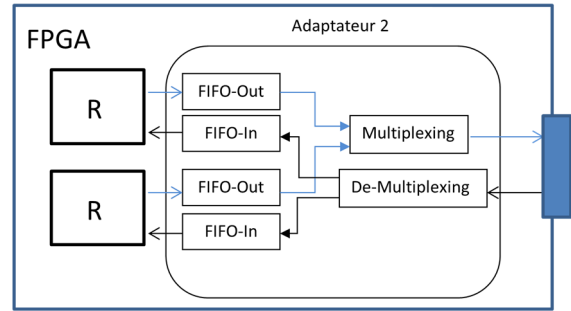 Adaptateur 2
FPGA
R
FIFO-Out
FIFO-In
Multiplexing
R
FIFO-Out
De-Multiplexing
FIFO-In